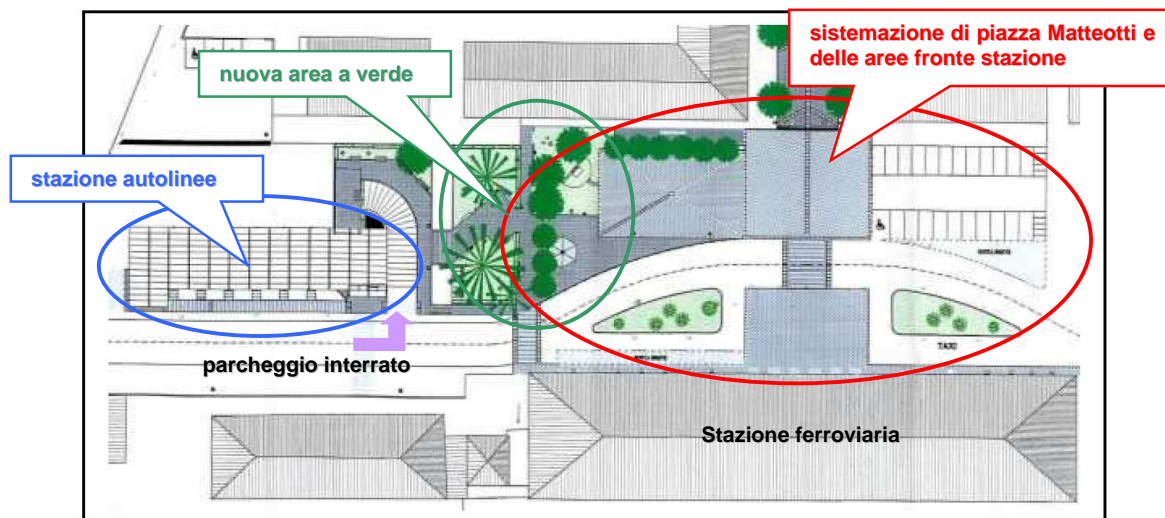 sistemazione di piazza Matteotti e
delle aree fronte stazione
nuova area a verde
stazione autolinee
parcheggio interrato
TAXI
Stazione ferroviaria